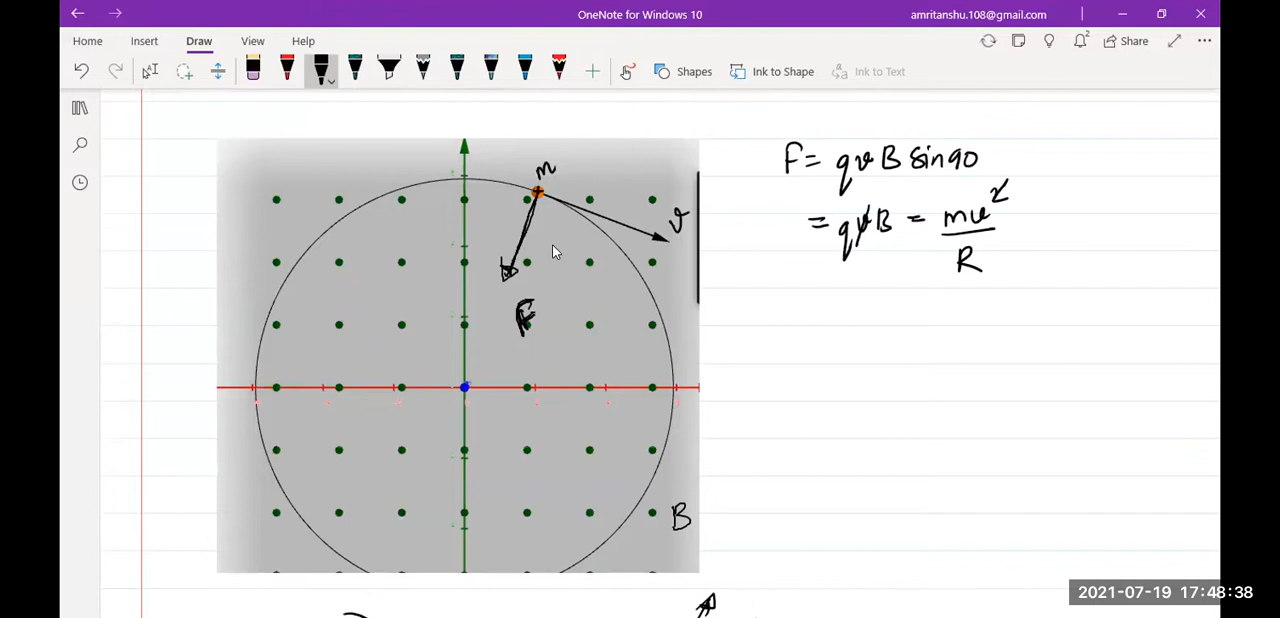 OneNote for Windows 10
amritanshu.108@gmail.com
Home Insert Draw View Help
Share
Shapes Ink to Shape Ink to Text
m
v
F
B
F = qvB sin90
= qvB = mv²/R
2021-07-19 17:48:38